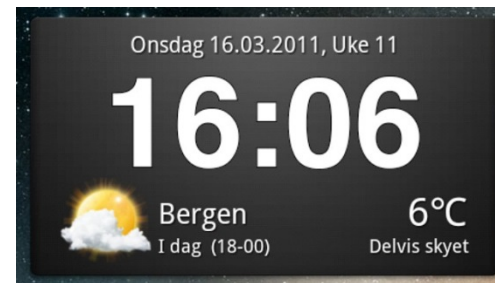 Onsdag 16.03.2011, Uke 11
16:06
Bergen 6°C
I dag (18-00) Delvis skyet